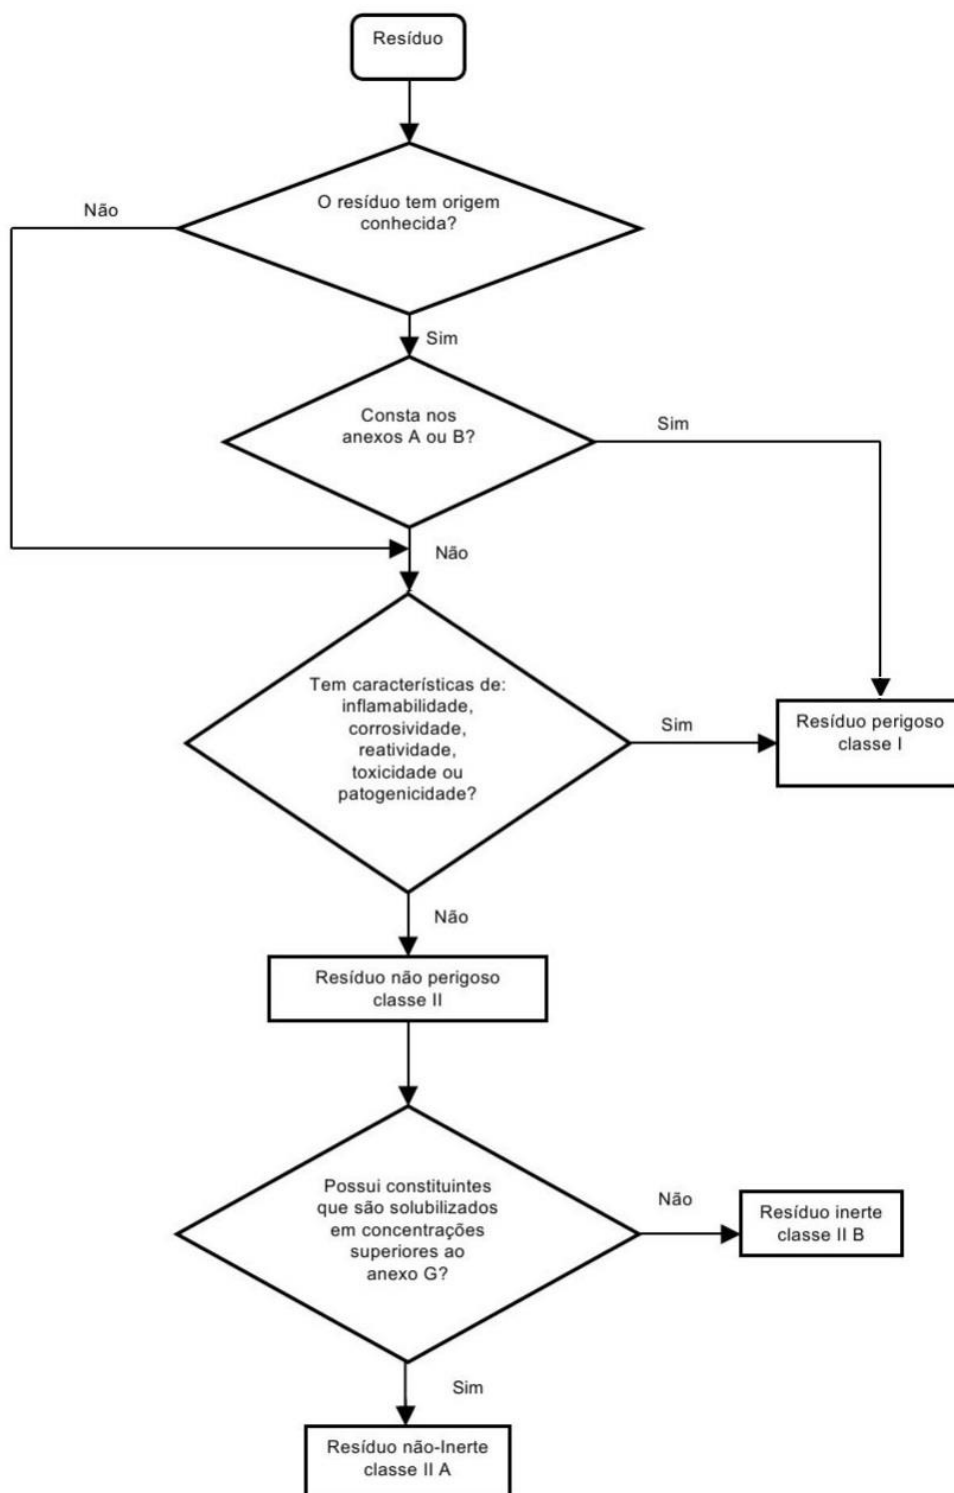 Resíduo
O resíduo tem origem
conhecida?
Não
Sim
Consta nos
anexos A ou B?
Sim
Não
Tem características de:
inflamabilidade,
corrosividade,
reatividade,
toxicidade ou
patogenicidade?
Sim
Resíduo perigoso
classe I
Não
Resíduo não perigoso
classe II
Possui constituintes
que são solubilizados
em concentrações
superiores ao
anexo G?
Não
Resíduo inerte
classe II B
Sim
Resíduo não-Inerte
classe II A